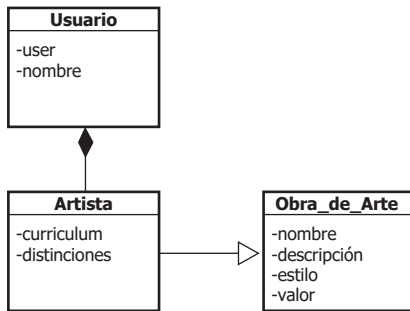 Usuario
-user
-nombre
Artista
-curriculum
-distinciones
Obra_de_Arte
-nombre
-descripción
-estilo
-valor